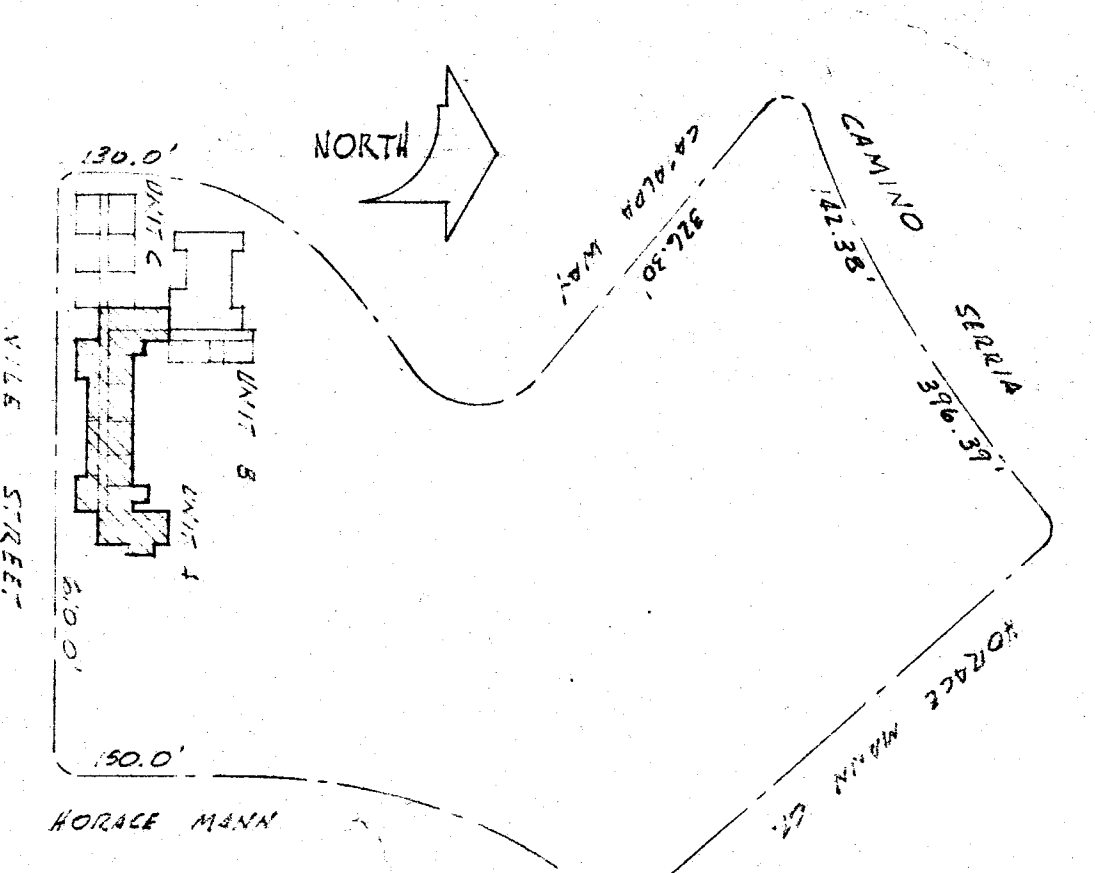 NORTH
130.0'
UNIT C
CATALPA WAY
326.30'
CAMINO
142.38'
SERRIA
396.39'
UNIT B
UNIT A
NILE STREET
150.0'
HORACE MANN
HORACE MANN CT.